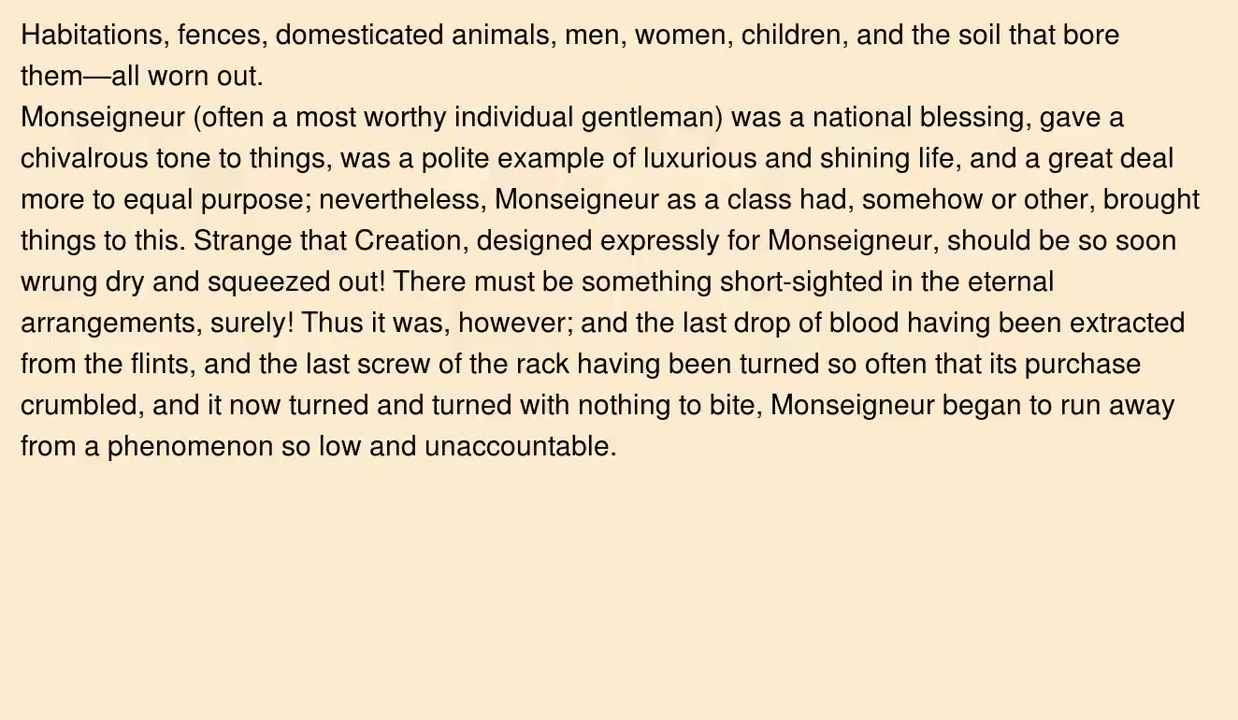 Habitations, fences, domesticated animals, men, women, children, and the soil that bore
them—all worn out.
Monseigneur (often a most worthy individual gentleman) was a national blessing, gave a
chivalrous tone to things, was a polite example of luxurious and shining life, and a great deal
more to equal purpose; nevertheless, Monseigneur as a class had, somehow or other, brought
things to this. Strange that Creation, designed expressly for Monseigneur, should be so soon
wrung dry and squeezed out! There must be something short-sighted in the eternal
arrangements, surely! Thus it was, however; and the last drop of blood having been extracted
from the flints, and the last screw of the rack having been turned so often that its purchase
crumbled, and it now turned and turned with nothing to bite, Monseigneur began to run away
from a phenomenon so low and unaccountable.